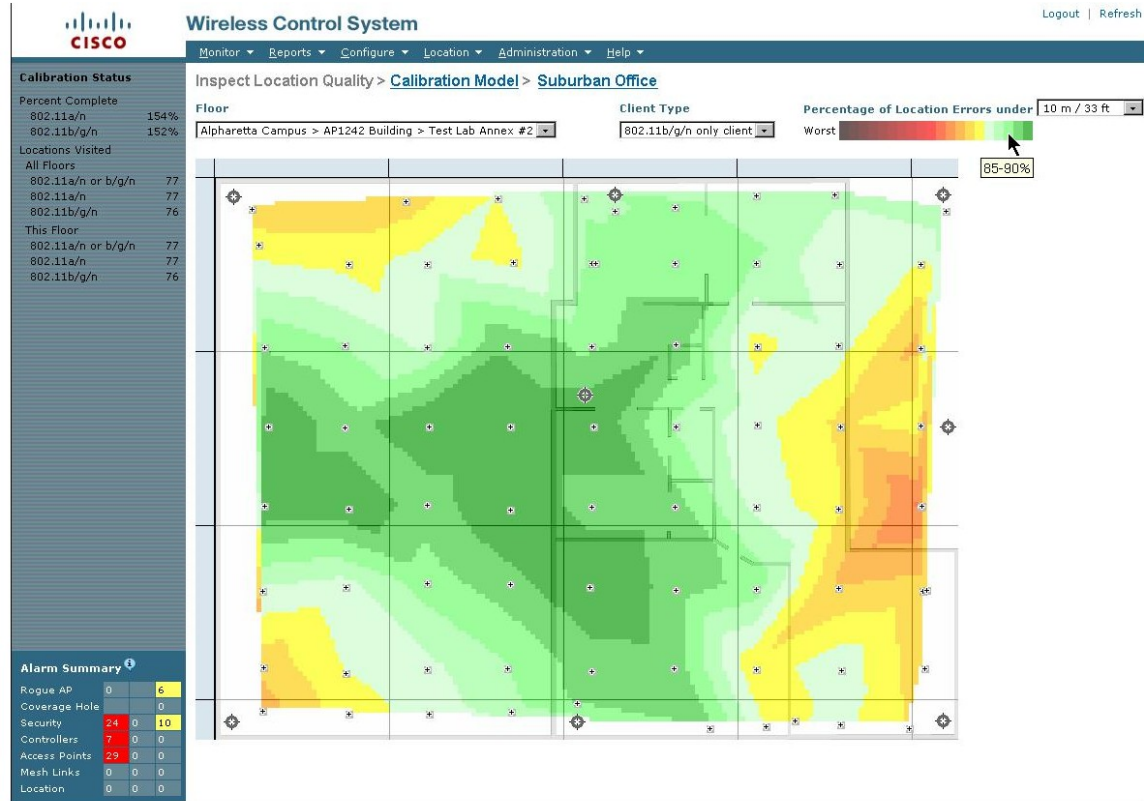 Logout | Refresh
CISCO
Wireless Control System
Monitor Reports Configure Location Administration Help
Calibration Status
Percent Complete
802.11a/n 154%
802.11b/g/n 152%
Locations Visited
All Floors
802.11a/n or b/g/n 77
802.11a/n 77
802.11b/g/n 76
This Floor
802.11a/n or b/g/n 77
802.11a/n 77
802.11b/g/n 76
Inspect Location Quality > Calibration Model > Suburban Office
Floor
Alpharetta Campus > AP1242 Building > Test Lab Annex #2
Client Type
802.11b/g/n only client
Percentage of Location Errors under 10 m / 33 ft
Worst
85-90%
Alarm Summary
Rogue AP 0 6
Coverage Hole 0
Security 24 0 10
Controllers 7 0 0
Access Points 29 0 0
Mesh Links 0 0 0
Location 0 0 0